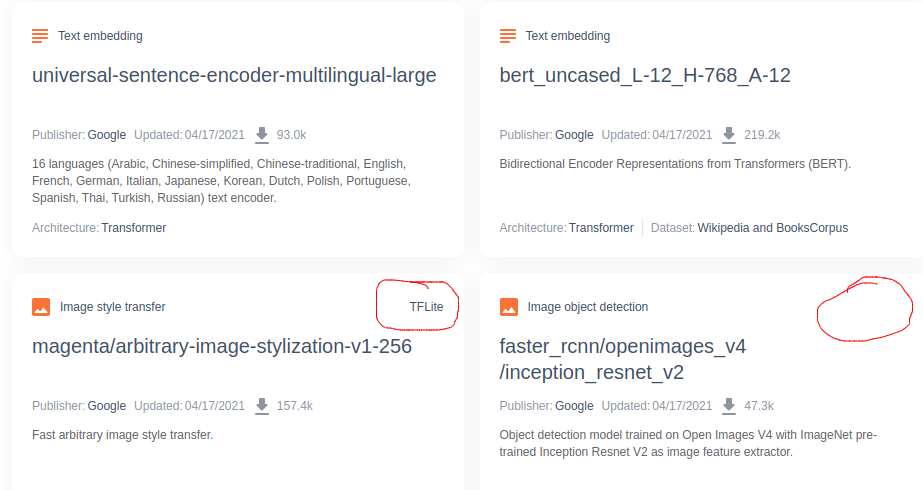 Text embedding
universal-sentence-encoder-multilingual-large
Publisher: Google Updated: 04/17/2021 93.0k
16 languages (Arabic, Chinese-simplified, Chinese-traditional, English,
French, German, Italian, Japanese, Korean, Dutch, Polish, Portuguese,
Spanish, Thai, Turkish, Russian) text encoder.
Architecture: Transformer
Text embedding
bert_uncased_L-12_H-768_A-12
Publisher: Google Updated: 04/17/2021 219.2k
Bidirectional Encoder Representations from Transformers (BERT).
Architecture: Transformer Dataset: Wikipedia and BooksCorpus
Image style transfer TFLite
magenta/arbitrary-image-stylization-v1-256
Publisher: Google Updated: 04/17/2021 157.4k
Fast arbitrary image style transfer.
Image object detection
faster_rcnn/openimages_v4
/inception_resnet_v2
Publisher: Google Updated: 04/17/2021 47.3k
Object detection model trained on Open Images V4 with ImageNet pre-
trained Inception Resnet V2 as image feature extractor.